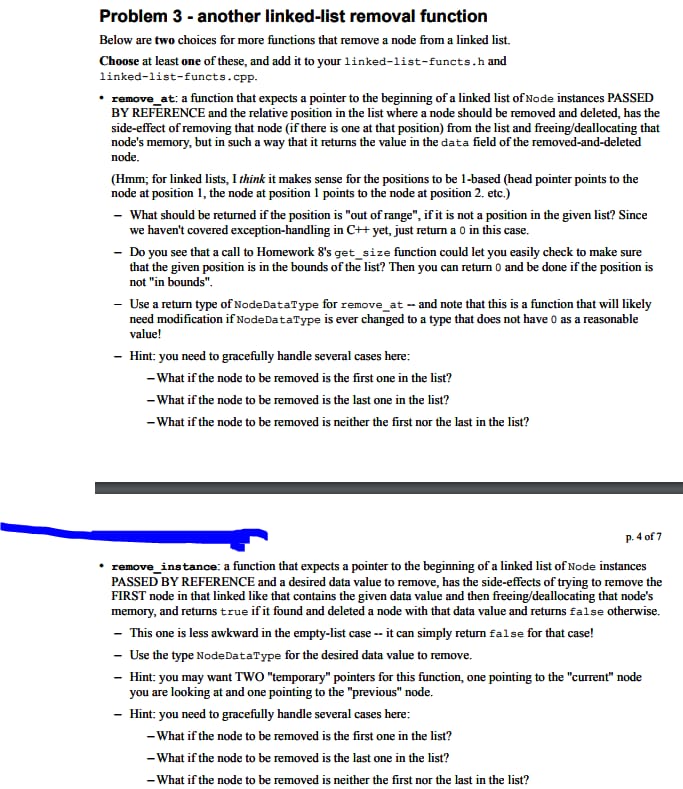 Problem 3 - another linked-list removal function
Below are two choices for more functions that remove a node from a linked list.
Choose at least one of these, and add it to your linked-list-functs.h and
linked-list-functs.cpp.
• remove_at: a function that expects a pointer to the beginning of a linked list of Node instances PASSED
BY REFERENCE and the relative position in the list where a node should be removed and deleted, has the
side-effect of removing that node (if there is one at that position) from the list and freeing/deallocating that
node's memory, but in such a way that it returns the value in the data field of the removed-and-deleted
node.
(Hmm; for linked lists, I think it makes sense for the positions to be 1-based (head pointer points to the
node at position 1, the node at position 1 points to the node at position 2. etc.)
– What should be returned if the position is "out of range", if it is not a position in the given list? Since
we haven't covered exception-handling in C++ yet, just return a 0 in this case.
– Do you see that a call to Homework 8's get_size function could let you easily check to make sure
that the given position is in the bounds of the list? Then you can return 0 and be done if the position is
not "in bounds".
– Use a return type of NodeDataType for remove_at -- and note that this is a function that will likely
need modification if NodeDataType is ever changed to a type that does not have 0 as a reasonable
value!
– Hint: you need to gracefully handle several cases here:
– What if the node to be removed is the first one in the list?
– What if the node to be removed is the last one in the list?
– What if the node to be removed is neither the first nor the last in the list?
p. 4 of 7
• remove_instance: a function that expects a pointer to the beginning of a linked list of Node instances
PASSED BY REFERENCE and a desired data value to remove, has the side-effects of trying to remove the
FIRST node in that linked like that contains the given data value and then freeing/deallocating that node's
memory, and returns true if it found and deleted a node with that data value and returns false otherwise.
– This one is less awkward in the empty-list case -- it can simply return false for that case!
– Use the type NodeDataType for the desired data value to remove.
– Hint: you may want TWO "temporary" pointers for this function, one pointing to the "current" node
you are looking at and one pointing to the "previous" node.
– Hint: you need to gracefully handle several cases here:
– What if the node to be removed is the first one in the list?
– What if the node to be removed is the last one in the list?
– What if the node to be removed is neither the first nor the last in the list?